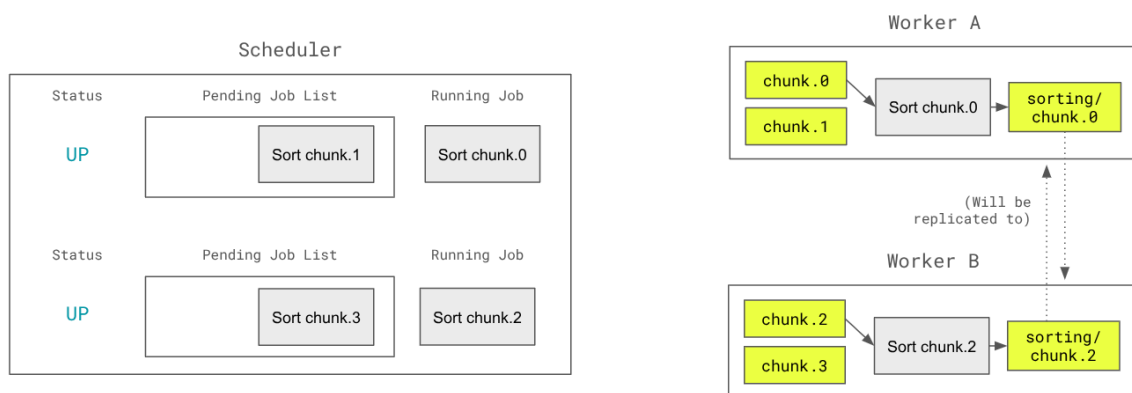 Scheduler
Status
Pending Job List
Running Job
UP
Sort chunk.1
Sort chunk.0
Status
Pending Job List
Running Job
UP
Sort chunk.3
Sort chunk.2
Worker A
chunk.0
chunk.1
Sort chunk.0
sorting/
chunk.0
(Will be
replicated to)
Worker B
chunk.2
chunk.3
Sort chunk.2
sorting/
chunk.2